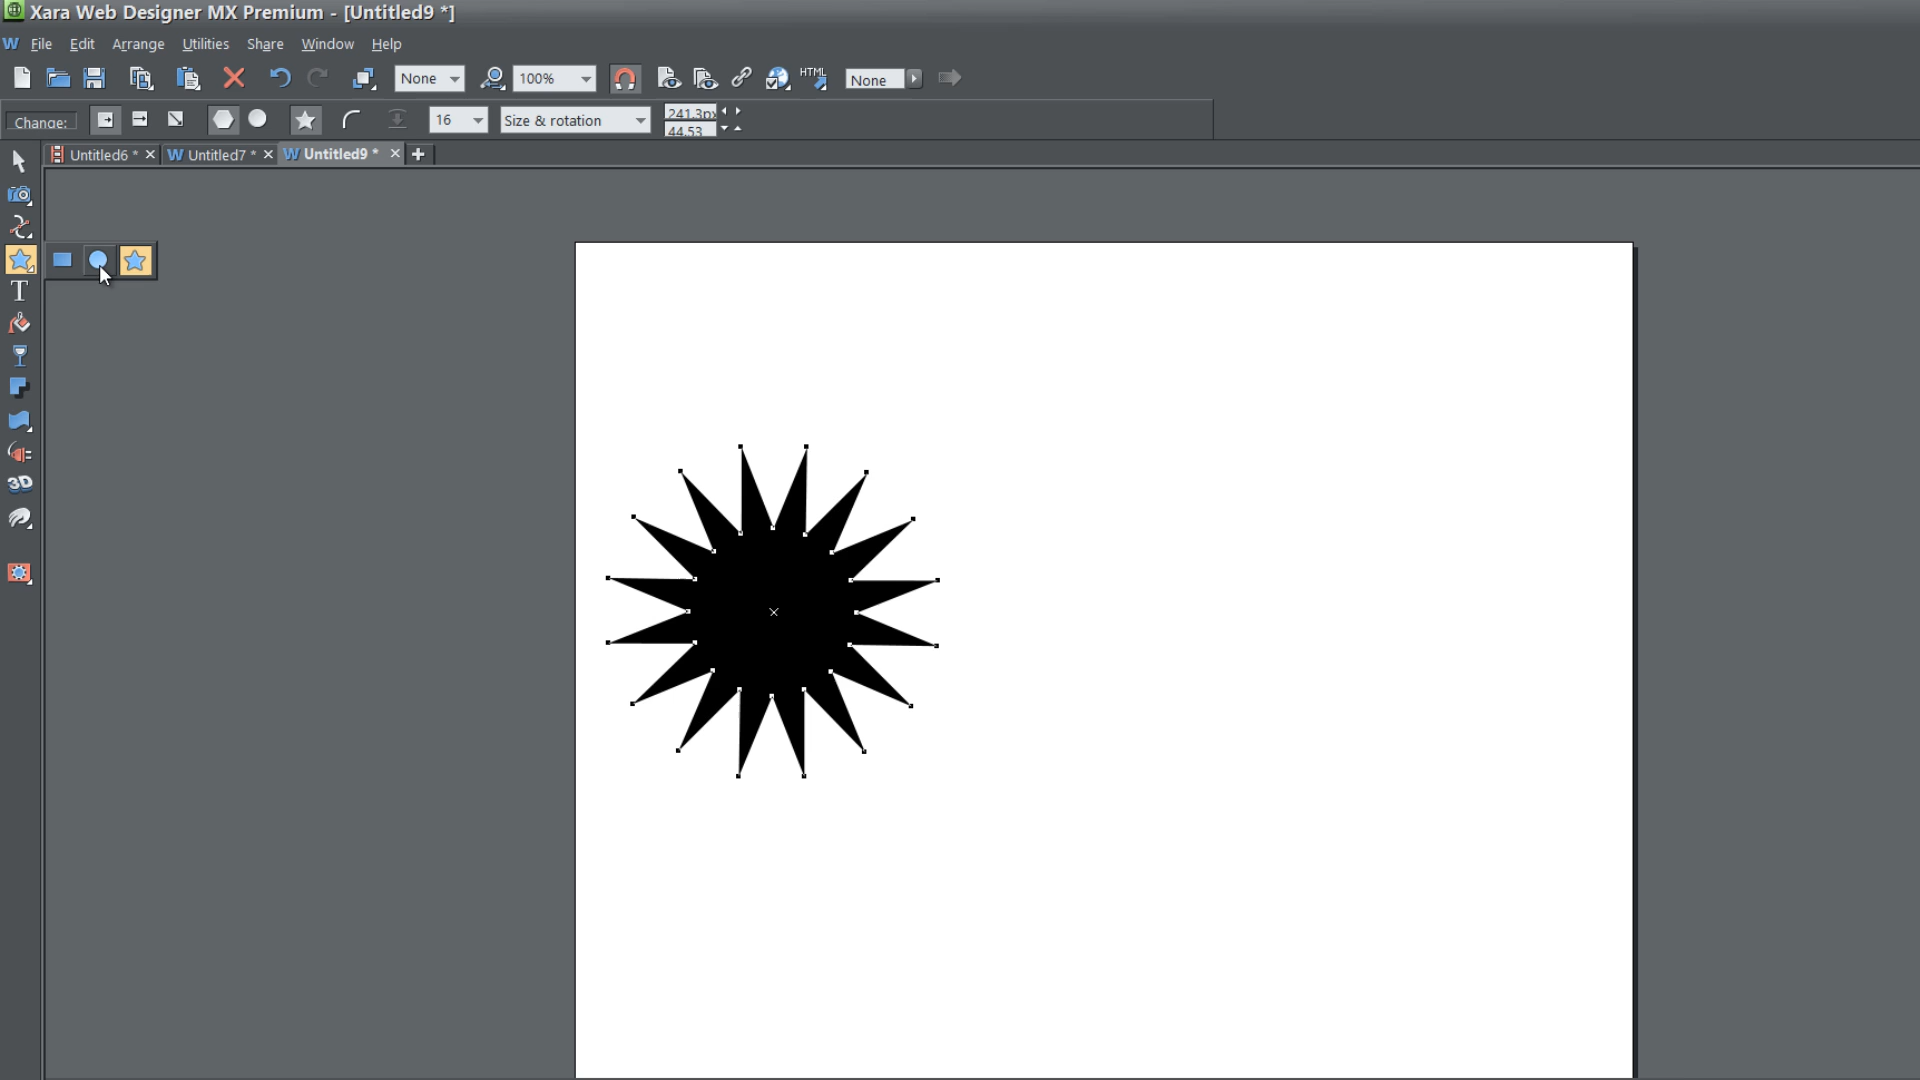 Xara Web Designer MX Premium - [Untitled9 *]
W File Edit Arrange Utilities Share Window Help
None 100% HTML None
Change: 16 Size & rotation 241.3px
44.53
Untitled6 * W Untitled7 * W Untitled9 *
T
3D